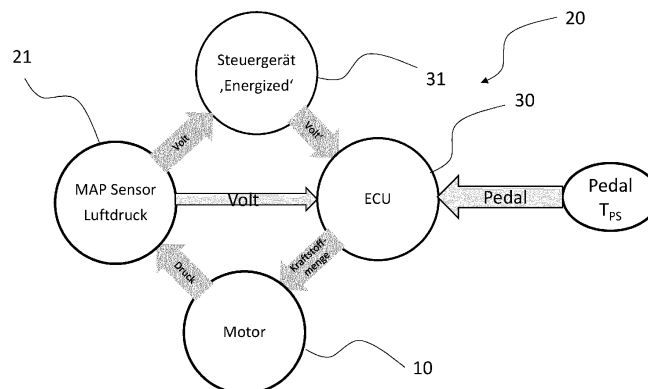 20
21
Steuergerät
‚Energized‘
31
Volt
Volt'
30
MAP Sensor
Luftdruck
Volt
ECU
Pedal
Pedal
TPS
Druck
Kraftstoff-
menge
Motor
10